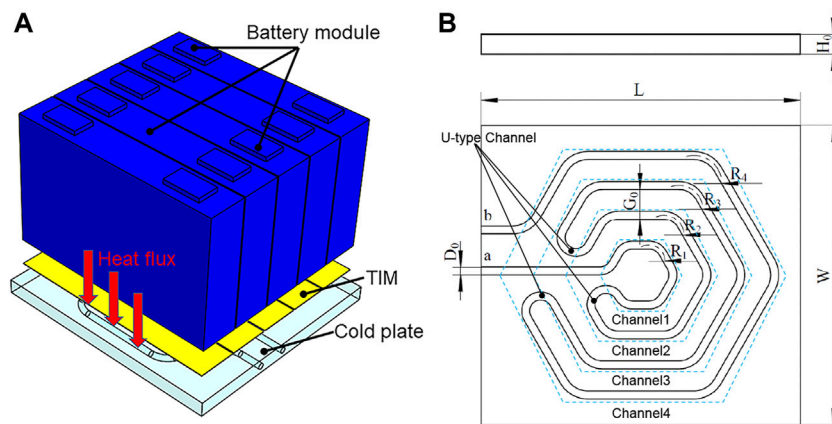 A
Battery module
Heat flux
TIM
Cold plate
B
H₀
L
U-type Channel
R₄
G₀
R₃
b
R₂
a
D₀
R₁
W
Channel1
Channel2
Channel3
Channel4